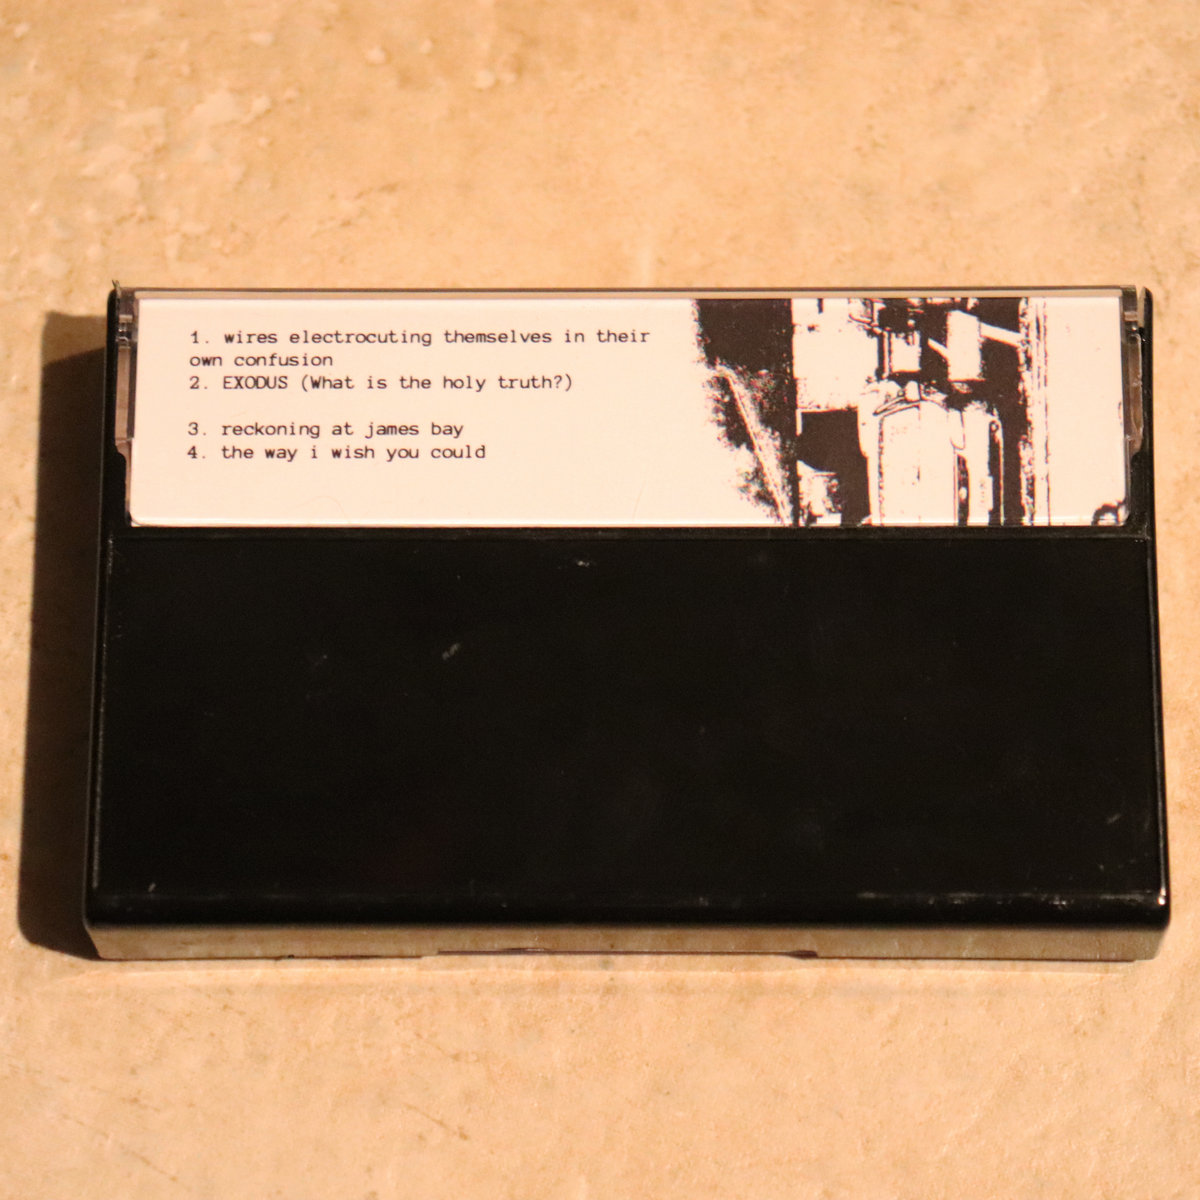 1. wires electrocuting themselves in their
own confusion
2. EXODUS (What is the holy truth?)
3. reckoning at james bay
4. the way i wish you could